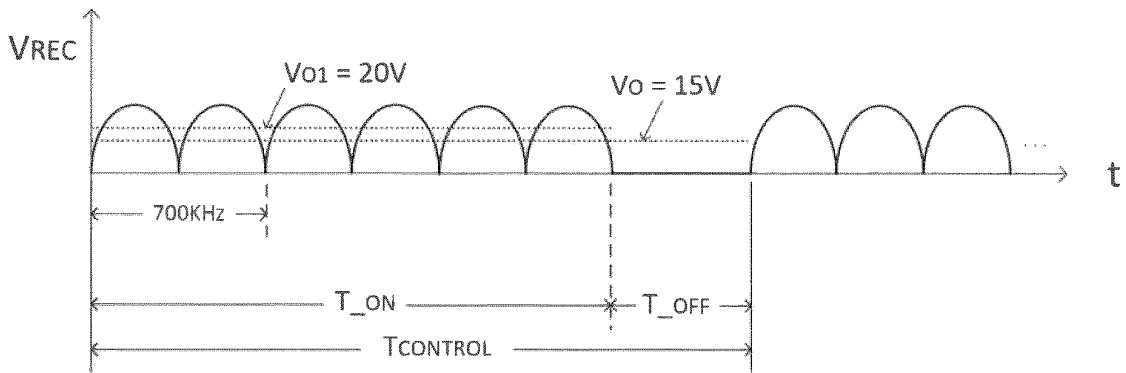 VREC
VO1 = 20V
VO = 15V
...
t
700KHZ
T_ON
T_OFF
TCONTROL